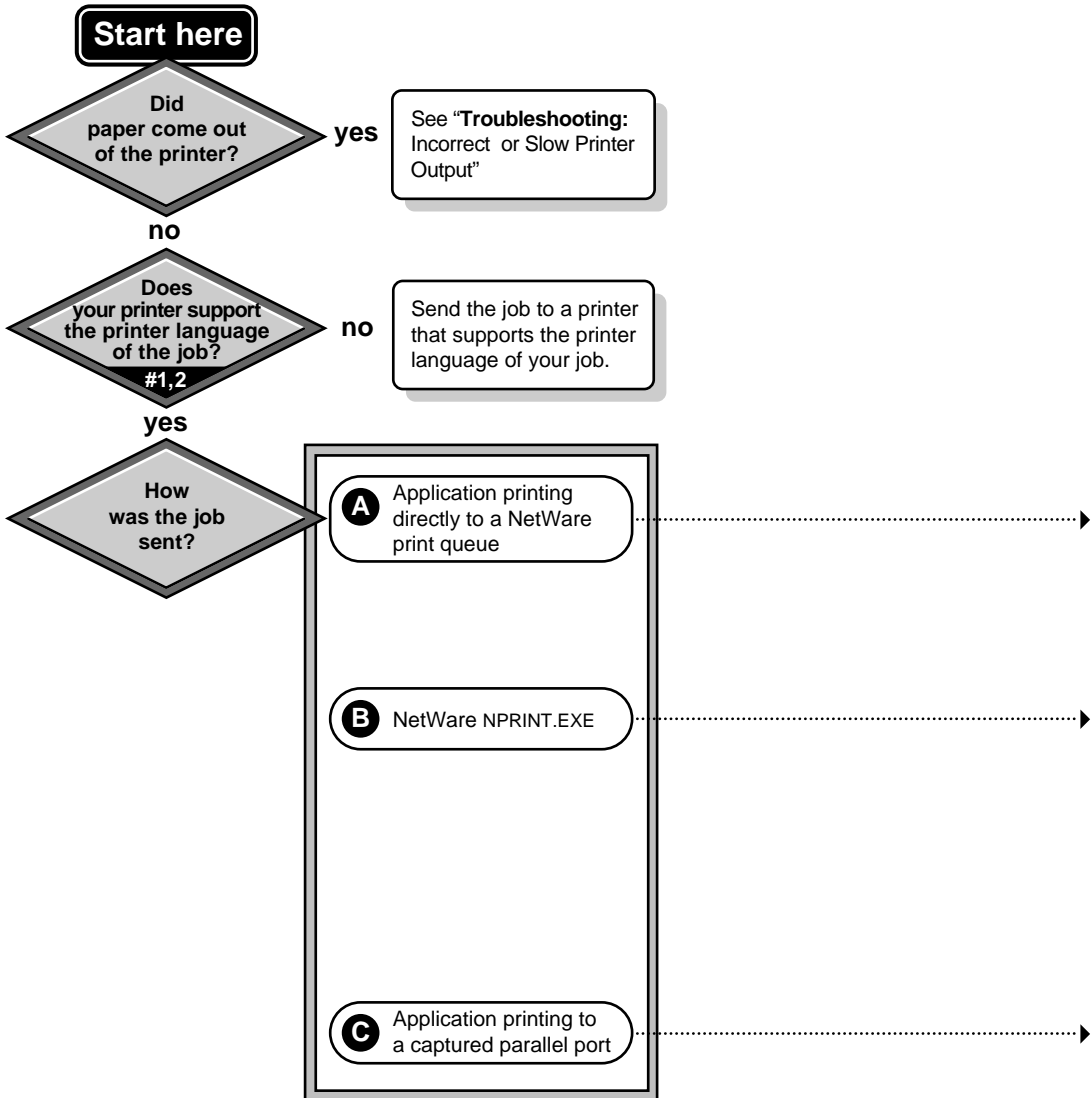 Start here
Did
paper come out
of the printer?
yes
See “Troubleshooting:
Incorrect or Slow Printer
Output”
no
Does
your printer support
the printer language
of the job?
#1,2
no
Send the job to a printer
that supports the printer
language of your job.
yes
How
was the job
sent?
A
Application printing
directly to a NetWare
print queue
B
NetWare NPRINT.EXE
C
Application printing to
a captured parallel port